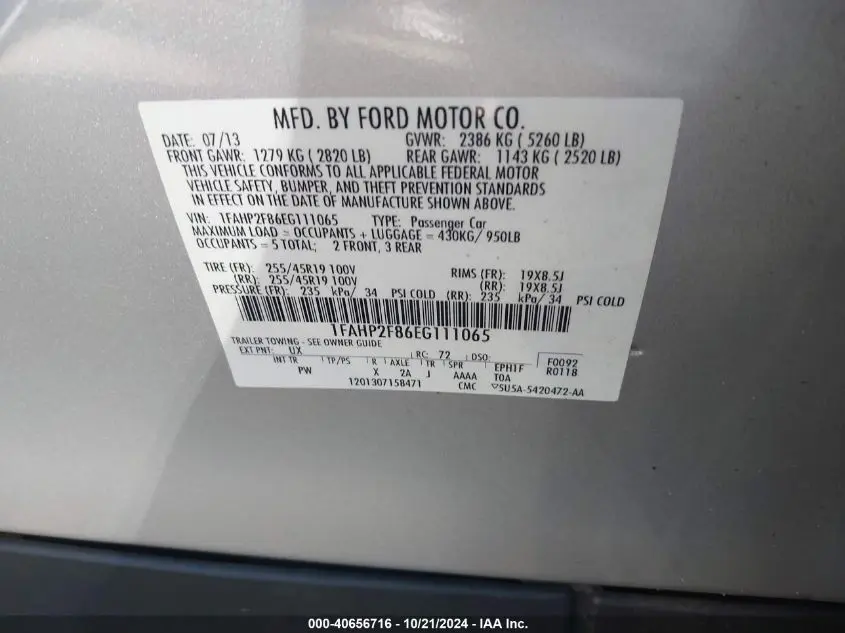 MFD. BY FORD MOTOR CO.
DATE: 07/13 GVWR: 2386 KG ( 5260 LB)
FRONT GAWR: 1279 KG ( 2820 LB) REAR GAWR: 1143 KG ( 2520 LB)
THIS VEHICLE CONFORMS TO ALL APPLICABLE FEDERAL MOTOR
VEHICLE SAFETY, BUMPER, AND THEFT PREVENTION STANDARDS
IN EFFECT ON THE DATE OF MANUFACTURE SHOWN ABOVE.
VIN: 1FAHP2F86EG111065 TYPE: Passenger Car
MAXIMUM LOAD = OCCUPANTS + LUGGAGE = 430KG/ 950LB
OCCUPANTS = 5 TOTAL; 2 FRONT, 3 REAR
TIRE (FR): 255/45R19 100V RIMS (FR): 19X8.5J
(RR): 255/45R19 100V (RR): 19X8.5J
PRESSURE (FR): 235 kPa/ 34 PSI COLD (RR): 235 kPa/ 34 PSI COLD
1FAHP2F86EG111065
TRAILER TOWING - SEE OWNER GUIDE
EXT PNT: UX RC: 72 DSO: F0092
INT TR TP/PS R AXLE TR SPR EPH1F R0118
PW X 2A J AAAA T0A
1201307158471 CMC ▽5U5A-5420472-AA
000-40656716 - 10/21/2024 - IAA Inc.